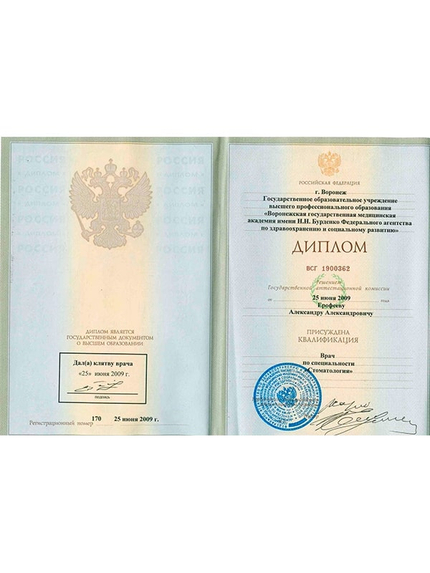 ДИПЛОМ ЯВЛЯЕТСЯ
ГОСУДАРСТВЕННЫМ ДОКУМЕНТОМ
О ВЫСШЕМ ОБРАЗОВАНИИ
Дал(а) клятву врача
«25» июня 2009 г.
подпись
Регистрационный номер 170 25 июня 2009 г.
РОССИЙСКАЯ ФЕДЕРАЦИЯ
г. Воронеж
Государственное образовательное учреждение
высшего профессионального образования
«Воронежская государственная медицинская
академия имени Н.Н. Бурденко Федерального агентства
по здравоохранению и социальному развитию»
ДИПЛОМ
ВСГ 1900362
Решением
Государственной аттестационной комиссии
от 25 июня 2009
Ерофееву
Александру Александровичу
ПРИСУЖДЕНА
КВАЛИФИКАЦИЯ
Врач
по специальности
«Стоматология»